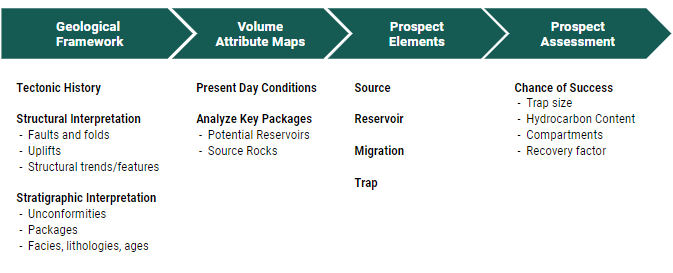 Geological
Framework
Volume
Attribute Maps
Prospect
Elements
Prospect
Assessment
Tectonic History
Structural Interpretation
- Faults and folds
- Uplifts
- Structural trends/features
Stratigraphic Interpretation
- Unconformities
- Packages
- Facies, lithologies, ages
Present Day Conditions
Analyze Key Packages
- Potential Reservoirs
- Source Rocks
Source
Reservoir
Migration
Trap
Chance of Success
- Trap size
- Hydrocarbon Content
- Compartments
- Recovery factor